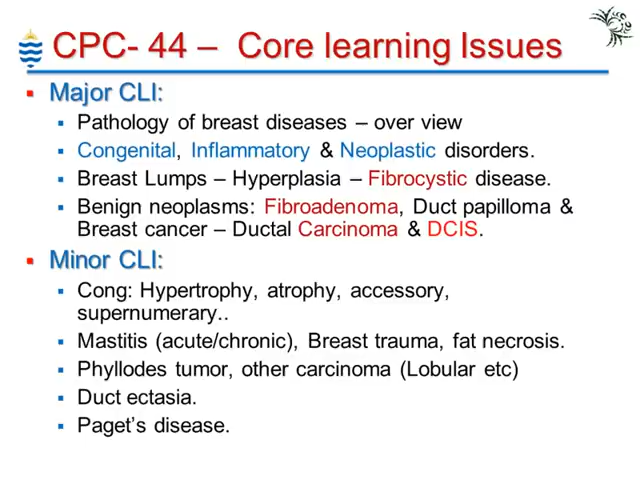 CPC- 44 – Core learning Issues
Major CLI:
Pathology of breast diseases – over view
Congenital, Inflammatory & Neoplastic disorders.
Breast Lumps – Hyperplasia – Fibrocystic disease.
Benign neoplasms: Fibroadenoma, Duct papilloma &
Breast cancer – Ductal Carcinoma & DCIS.
Minor CLI:
Cong: Hypertrophy, atrophy, accessory,
supernumerary..
Mastitis (acute/chronic), Breast trauma, fat necrosis.
Phyllodes tumor, other carcinoma (Lobular etc)
Duct ectasia.
Paget's disease.